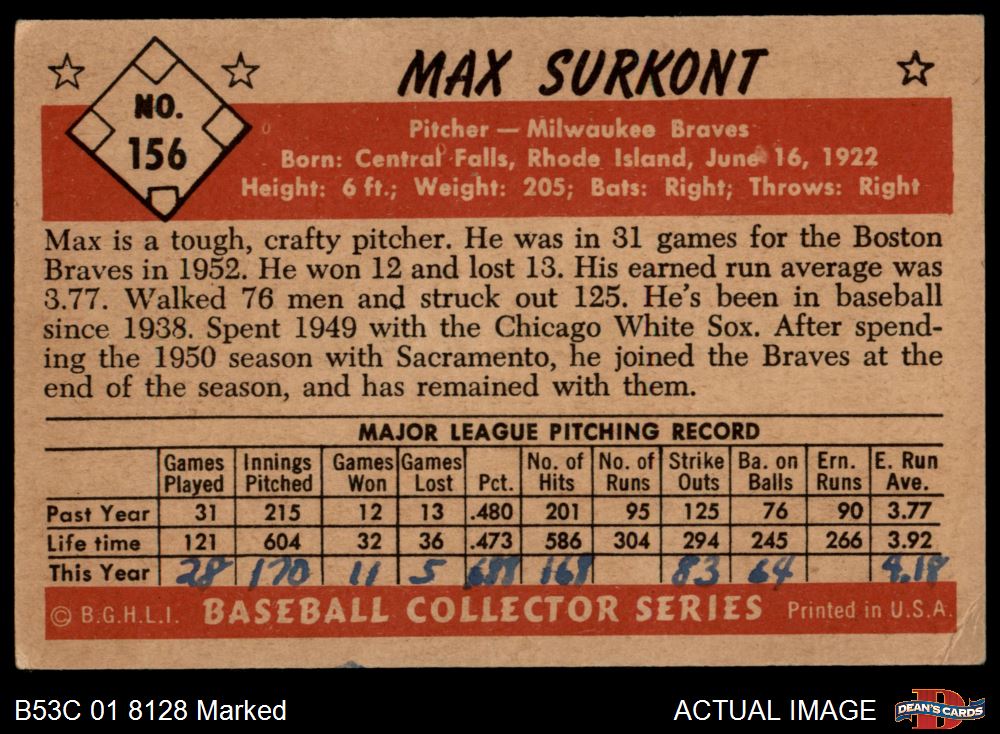 MAX SURKONT
NO.
156
Pitcher — Milwaukee Braves
Born: Central Falls, Rhode Island, June 16, 1922
Height: 6 ft.; Weight: 205; Bats: Right; Throws: Right
Max is a tough, crafty pitcher. He was in 31 games for the Boston
Braves in 1952. He won 12 and lost 13. His earned run average was
3.77. Walked 76 men and struck out 125. He's been in baseball
since 1938. Spent 1949 with the Chicago White Sox. After spend-
ing the 1950 season with Sacramento, he joined the Braves at the
end of the season, and has remained with them.
MAJOR LEAGUE PITCHING RECORD
Games Innings Games Games No. of No. of Strike Ba. on Ern. E. Run
Played Pitched Won Lost Pct. Hits Runs Outs Balls Runs Ave.
Past Year 31 215 12 13 .480 201 95 125 76 90 3.77
Life time 121 604 32 36 .473 586 304 294 245 266 3.92
This Year 28 170 11 5 688 168 83 64 4.18
© B.G.H.L.I. BASEBALL COLLECTOR SERIES Printed in U.S.A.
B53C 01 8128 Marked
ACTUAL IMAGE
DEAN'S CARDS